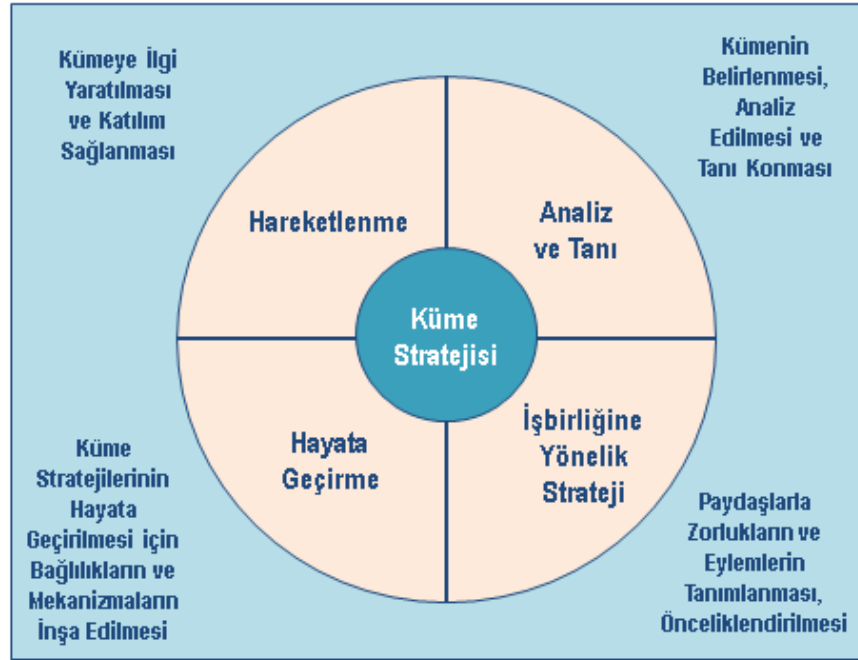 Kümeye İlgi
Yaratılması
ve Katılım
Sağlanması
Kümenin
Belirlenmesi,
Analiz
Edilmesi ve
Tanı Konması
Hareketlenme
Analiz
ve Tanı
Küme
Stratejisi
Hayata
Geçirme
İşbirliğine
Yönelik
Strateji
Küme
Stratejilerinin
Hayata
Geçirilmesi için
Bağlılıkların ve
Mekanizmaların
İnşa Edilmesi
Paydaşlarla
Zorlukların ve
Eylemlerin
Tanımlanması,
Önceliklendirilmesi